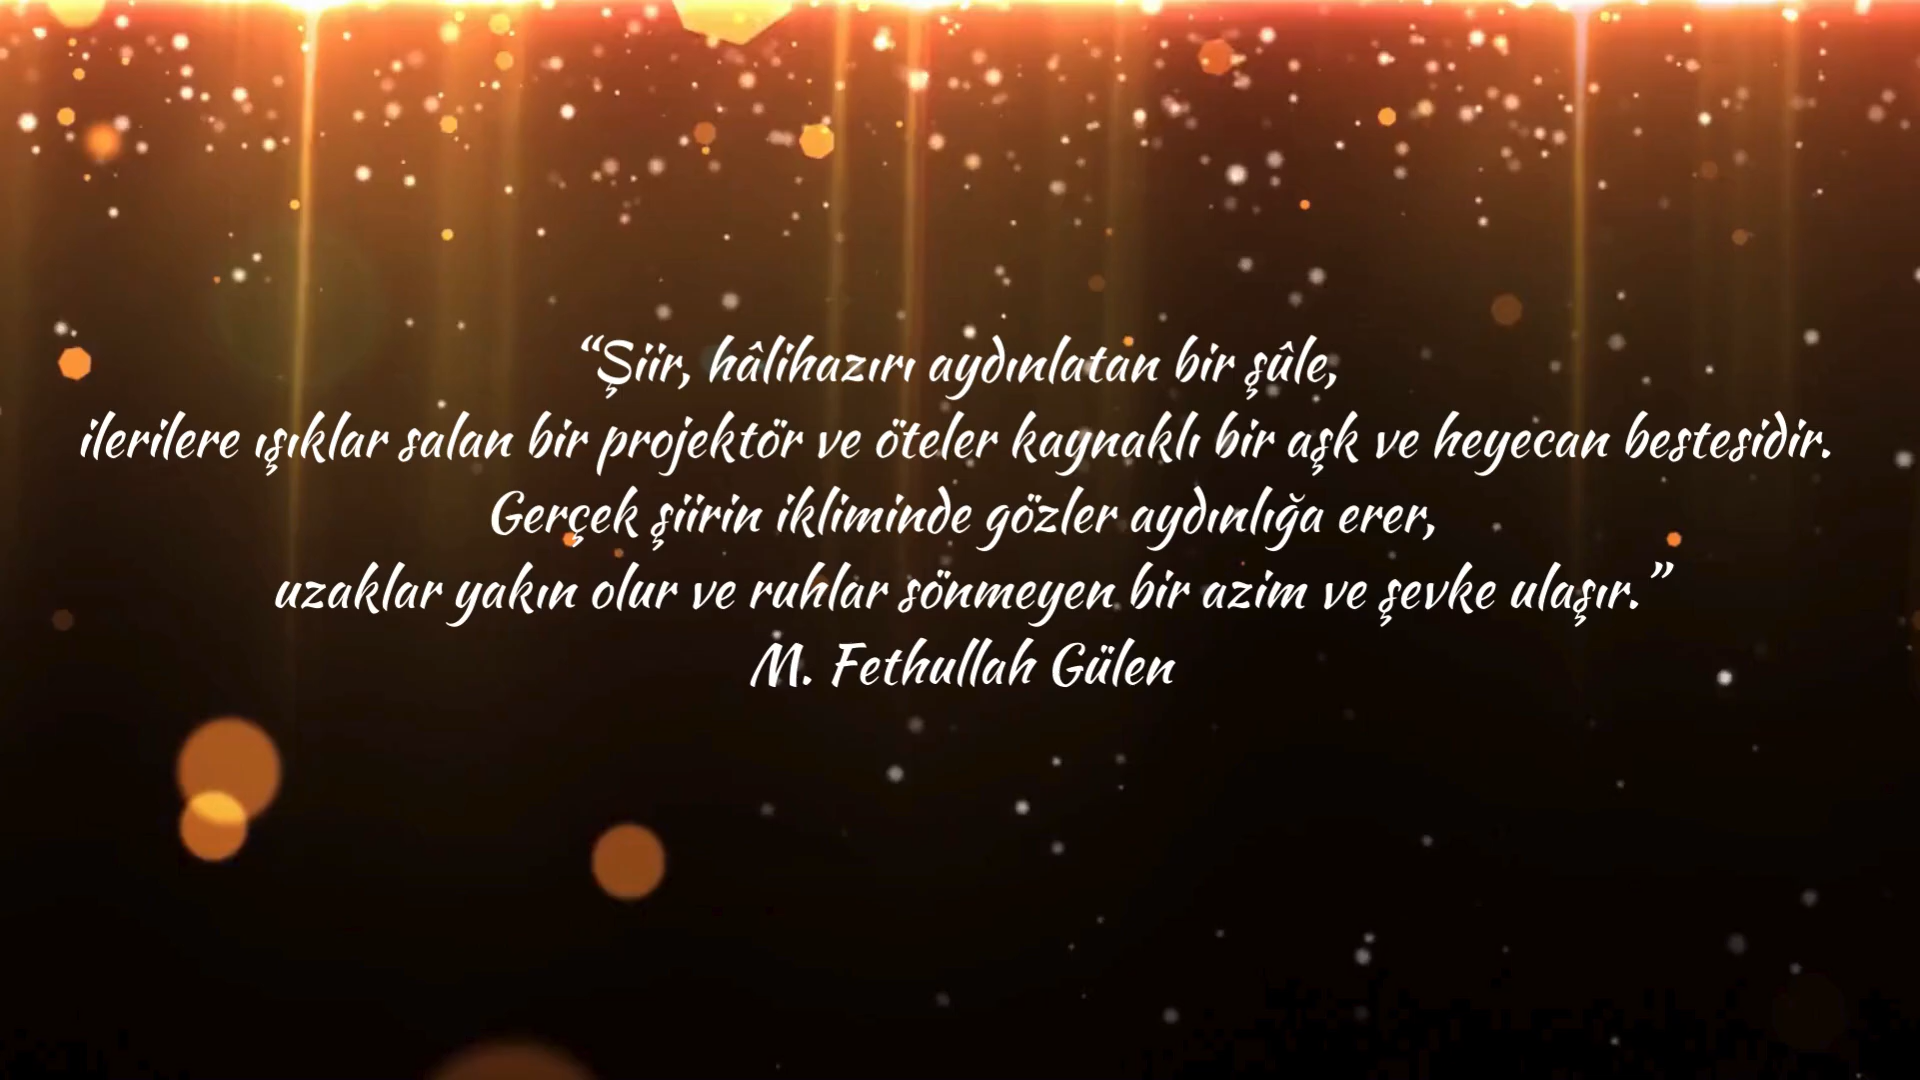 “Şiir, hâlihazırı aydınlatan bir şûle,
ilerilere ışıklar salan bir projektör ve öteler kaynaklı bir aşk ve heyecan bestesidir.
Gerçek şiirin ikliminde gözler aydınlığa erer,
uzaklar yakın olur ve ruhlar sönmeyen bir azim ve şevke ulaşır.”
M. Fethullah Gülen